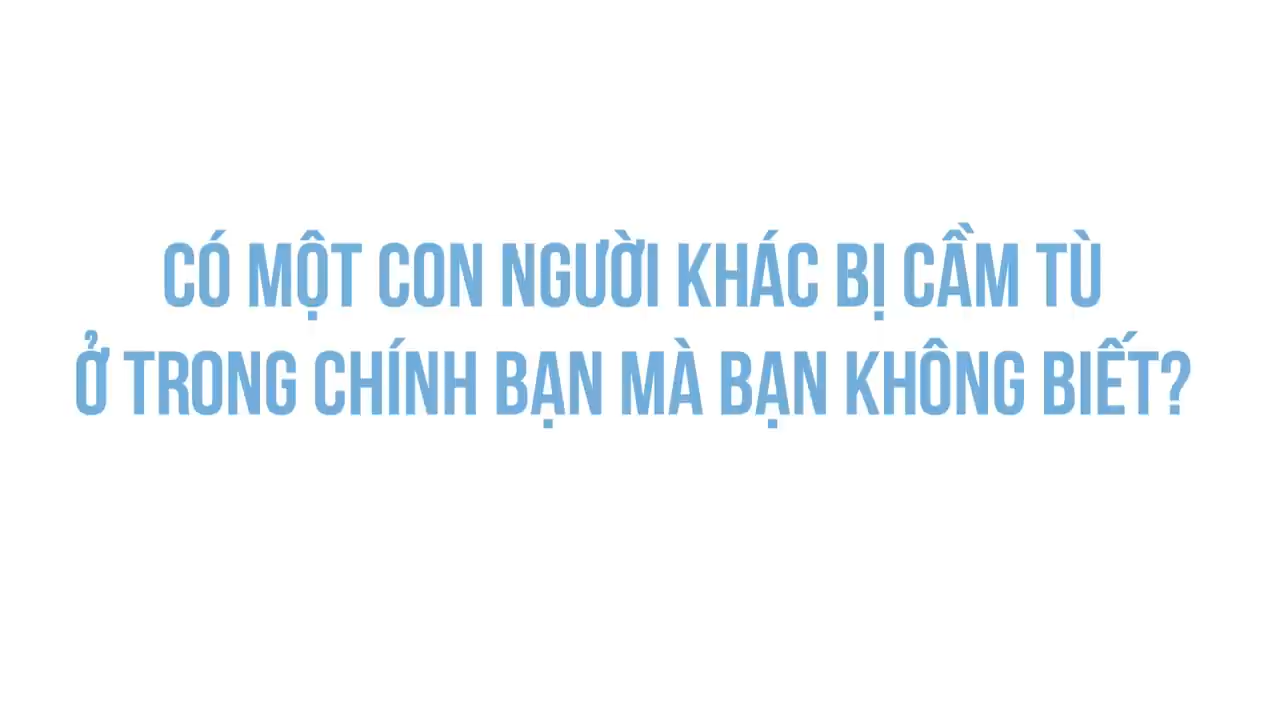 CÓ MỘT CON NGƯỜI KHÁC BỊ CẦM TÙ
Ở TRONG CHÍNH BẠN MÀ BẠN KHÔNG BIẾT?